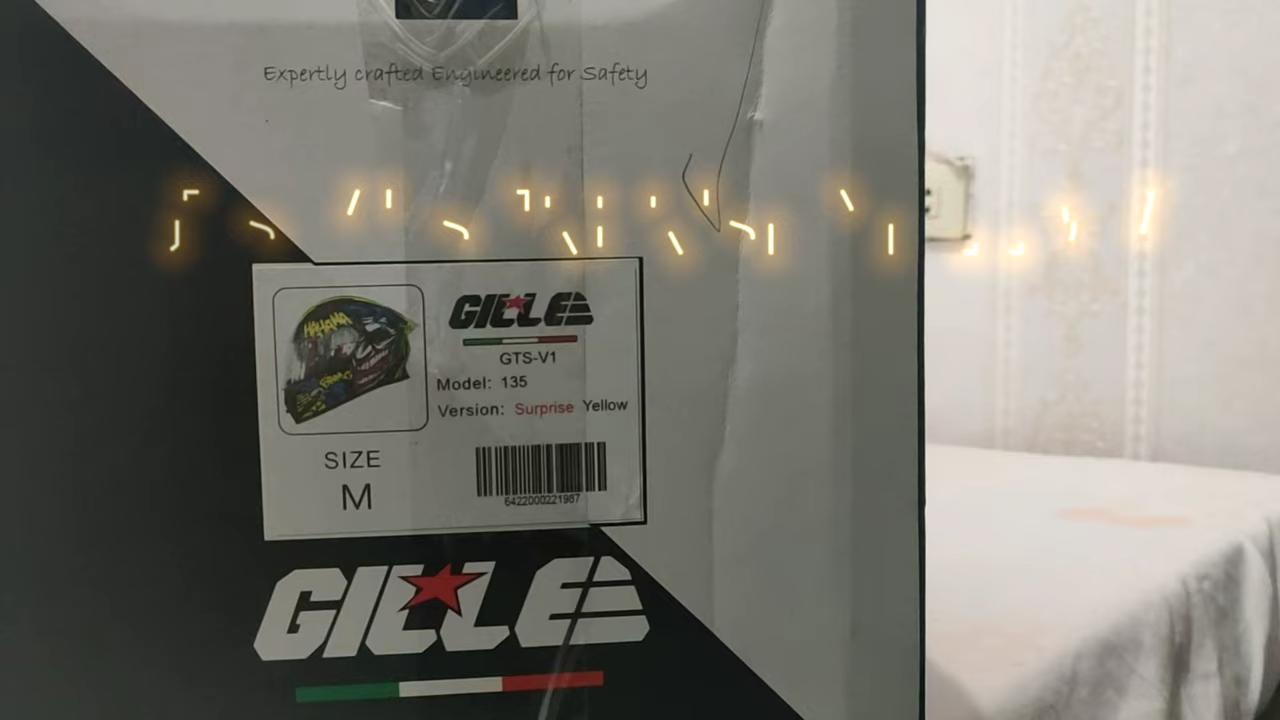 Expertly crafted Engineered for Safety
GILLE
GTS-V1
Model: 135
Version: Surprise Yellow
SIZE
M
6422000221987
GILLE